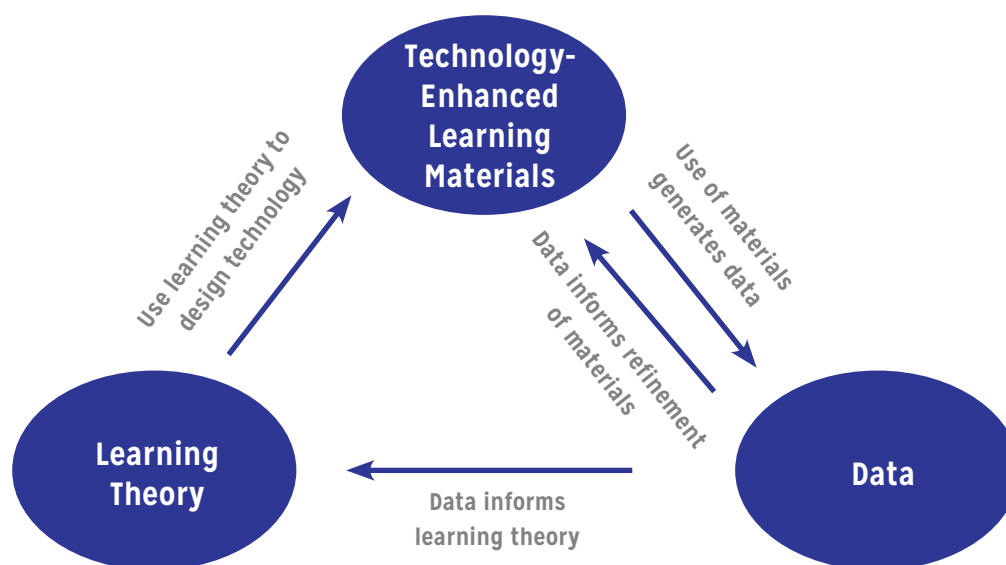 Technology-
Enhanced
Learning
Materials
Use learning theory to
design technology
Use of materials
generates data
Data informs refinement
of materials
Learning
Theory
Data
Data informs
learning theory